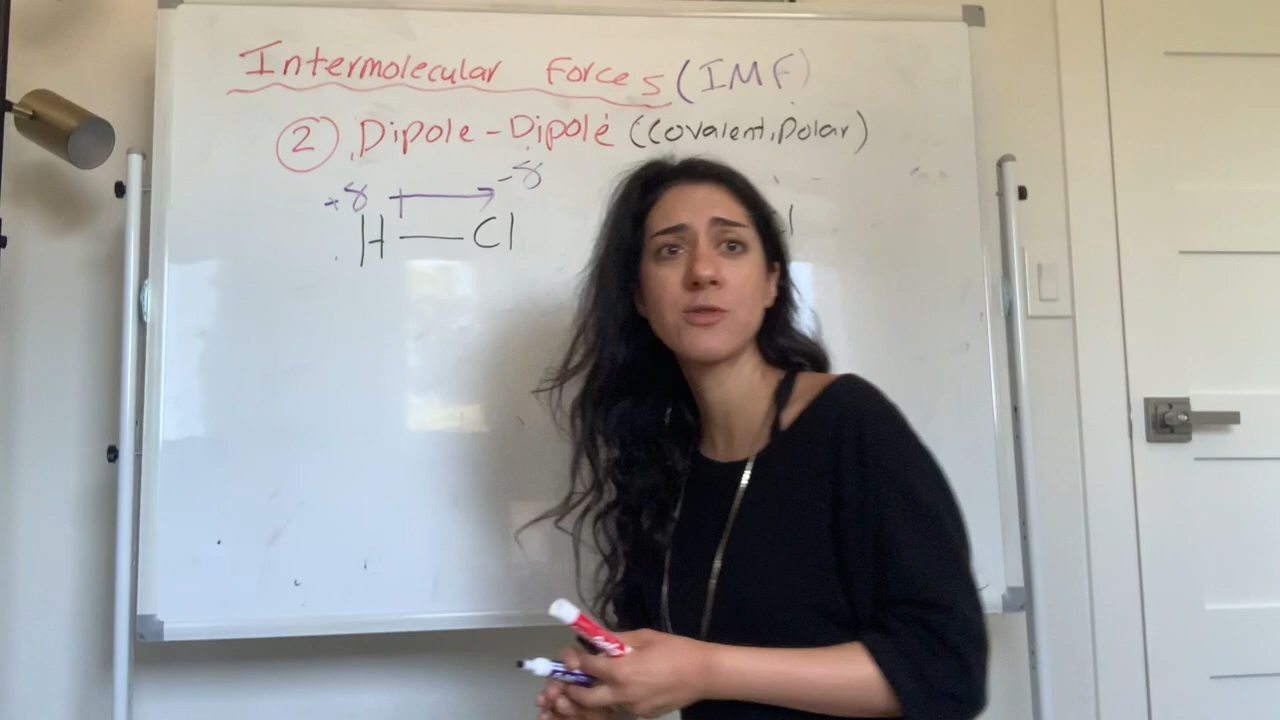 Intermolecular Forces (IMF)
② Dipole - Dipole (Covalent, Polar)
+δ -δ
H — Cl